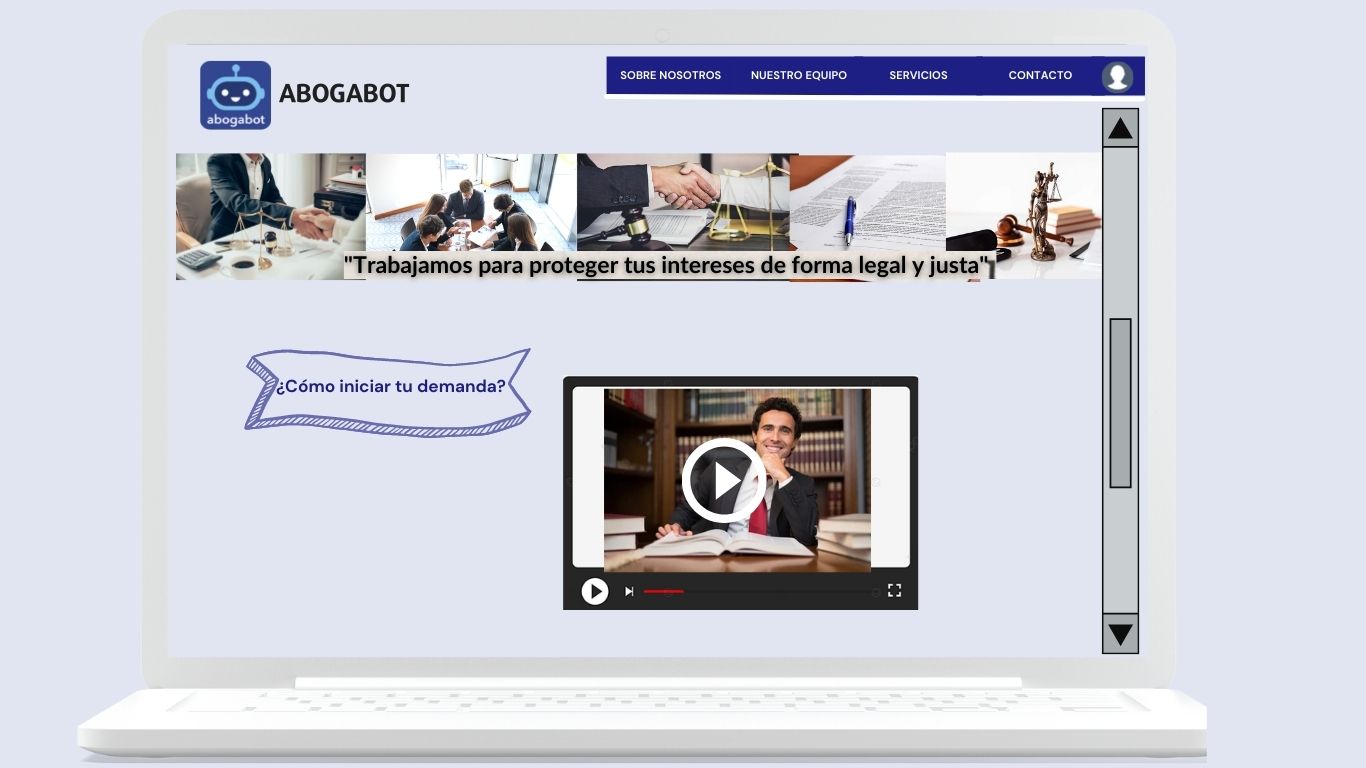 abogabot
ABOGABOT
SOBRE NOSOTROS NUESTRO EQUIPO SERVICIOS CONTACTO
"Trabajamos para proteger tus intereses de forma legal y justa"
¿Cómo iniciar tu demanda?